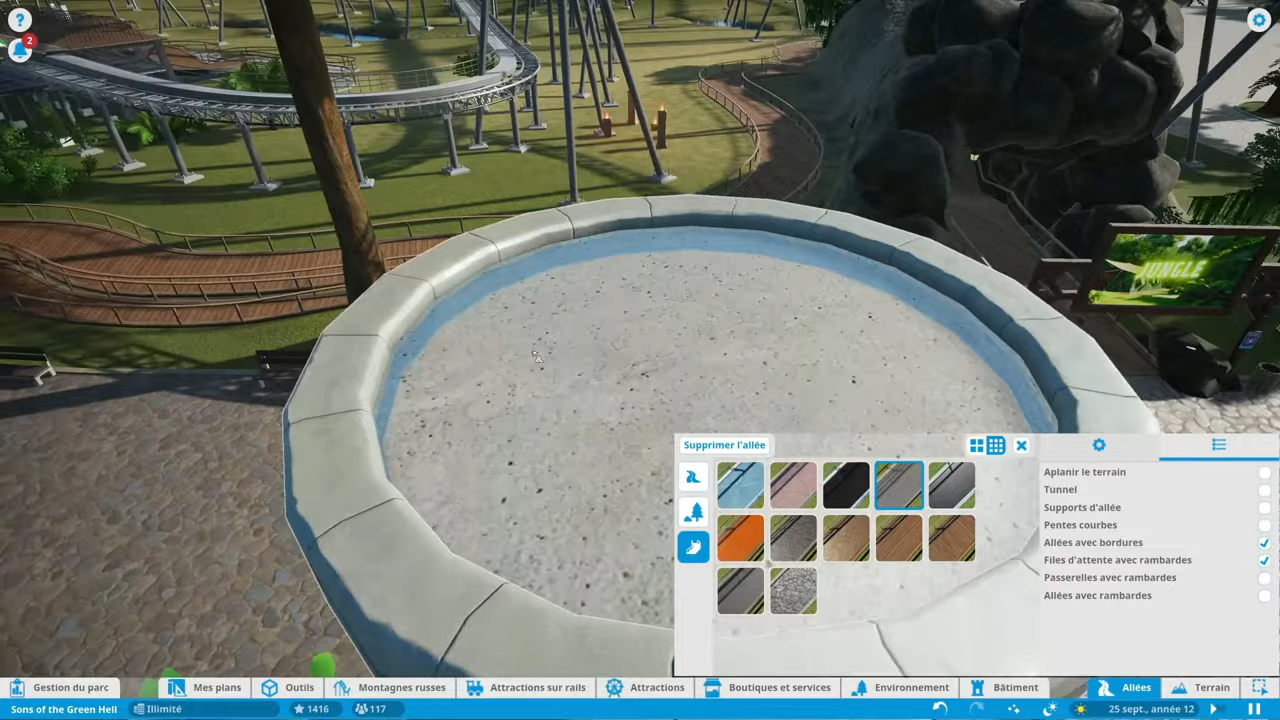 ?
2
JUNGLE
Supprimer l'allée
Aplanir le terrain
Tunnel
Supports d'allée
Pentes courbes
Allées avec bordures
Files d'attente avec rambardes
Passerelles avec rambardes
Allées avec rambardes
Gestion du parc
Mes plans
Outils
Montagnes russes
Attractions sur rails
Attractions
Boutiques et services
Environnement
Bâtiment
Allées
Terrain
Sons of the Green Hell
Illimité
1416
117
25 sept., année 12